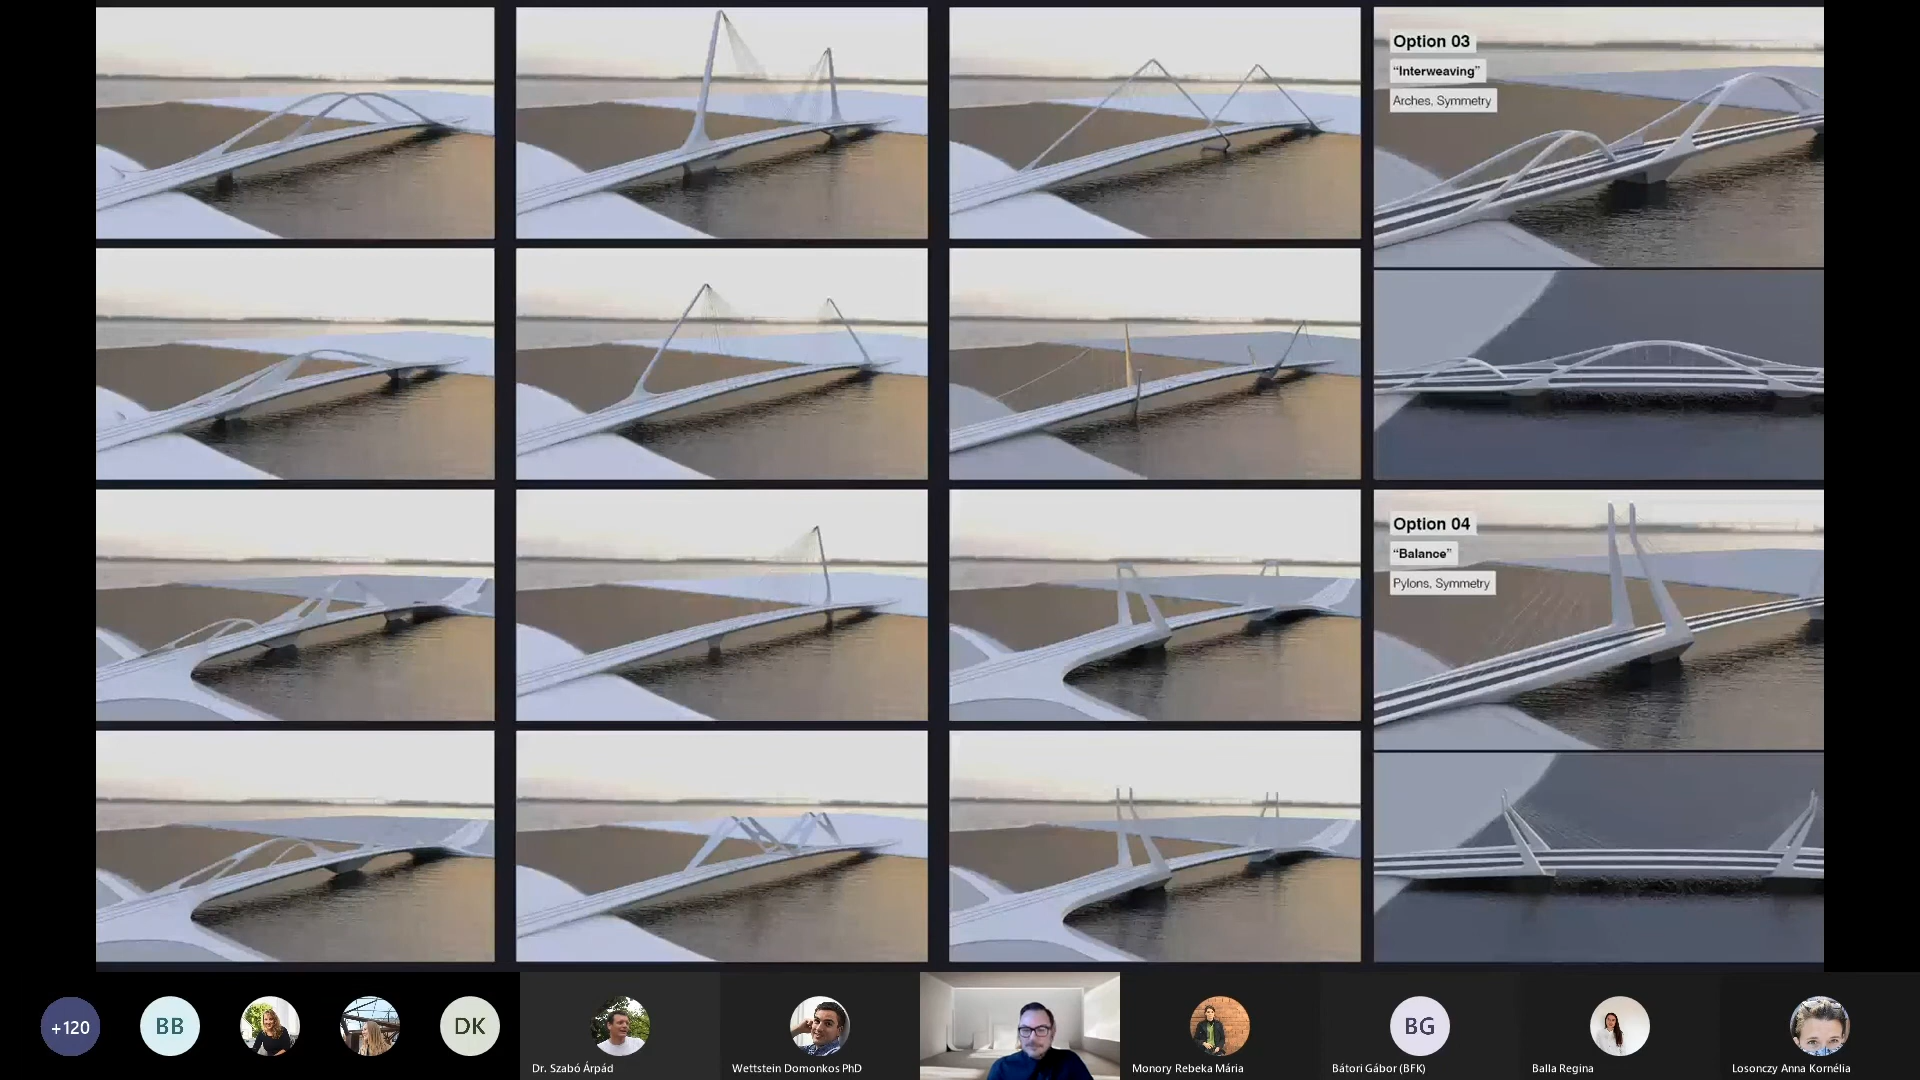 Option 03
“Interweaving”
Arches, Symmetry
Option 04
“Balance”
Pylons, Symmetry
+120
BB
DK
BG
Dr. Szabó Árpád
Wettstein Domonkos PhD
Monory Rebeka Mária
Bátori Gábor (BFK)
Balla Regina
Losonczy Anna Kornélia